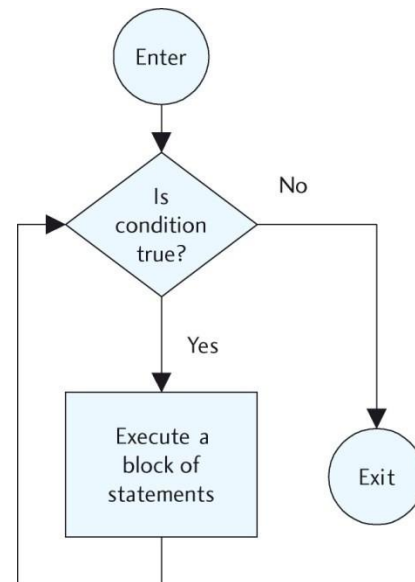 Enter
Is
condition
true?
No
Yes
Execute a
block of
statements
Exit